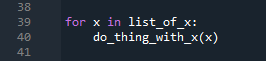 38
39 for x in list_of_x:
40     do_thing_with_x(x)
41